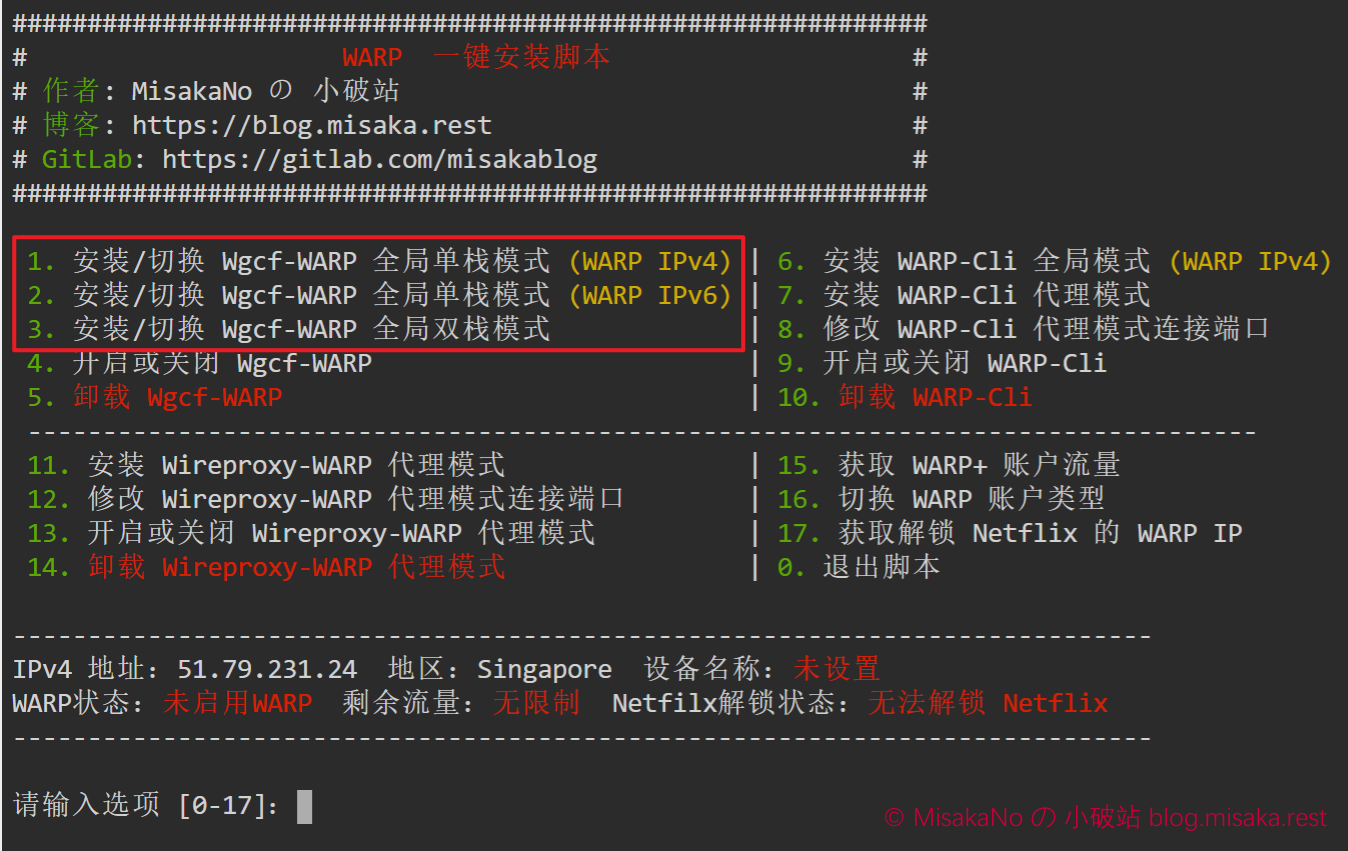 #############################################################
#                     WARP  一键安装脚本                    #
# 作者: MisakaNo の 小破站                                  #
# 博客: https://blog.misaka.rest                            #
# GitLab: https://gitlab.com/misakablog                     #
#############################################################
1. 安装/切换 Wgcf-WARP 全局单栈模式 (WARP IPv4) | 6. 安装 WARP-Cli 全局模式 (WARP IPv4)
2. 安装/切换 Wgcf-WARP 全局单栈模式 (WARP IPv6) | 7. 安装 WARP-Cli 代理模式
3. 安装/切换 Wgcf-WARP 全局双栈模式 | 8. 修改 WARP-Cli 代理模式连接端口
4. 开启或关闭 Wgcf-WARP | 9. 开启或关闭 WARP-Cli
5. 卸载 Wgcf-WARP | 10. 卸载 WARP-Cli
----------------------------------------------------------------------------------
11. 安装 Wireproxy-WARP 代理模式 | 15. 获取 WARP+ 账户流量
12. 修改 Wireproxy-WARP 代理模式连接端口 | 16. 切换 WARP 账户类型
13. 开启或关闭 Wireproxy-WARP 代理模式 | 17. 获取解锁 Netflix 的 WARP IP
14. 卸载 Wireproxy-WARP 代理模式 | 0. 退出脚本
----------------------------------------------------------------------------
IPv4 地址：51.79.231.24  地区：Singapore  设备名称：未设置
WARP状态：未启用WARP  剩余流量：无限制  Netfilx解锁状态：无法解锁 Netflix
----------------------------------------------------------------------------
请输入选项 [0-17]：
© MisakaNo の 小破站 blog.misaka.rest